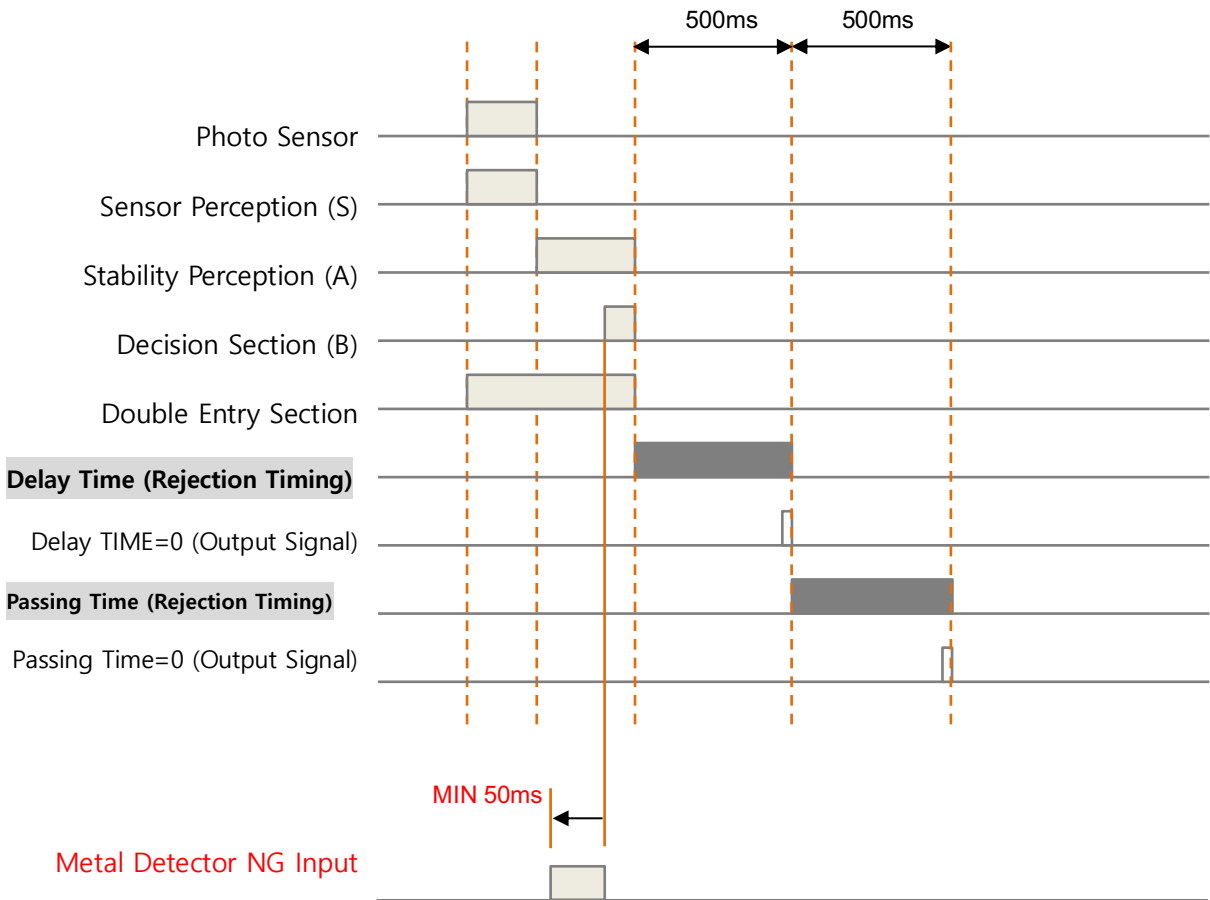 500ms 500ms
Photo Sensor
Sensor Perception (S)
Stability Perception (A)
Decision Section (B)
Double Entry Section
Delay Time (Rejection Timing)
Delay TIME=0 (Output Signal)
Passing Time (Rejection Timing)
Passing Time=0 (Output Signal)
MIN 50ms
Metal Detector NG Input